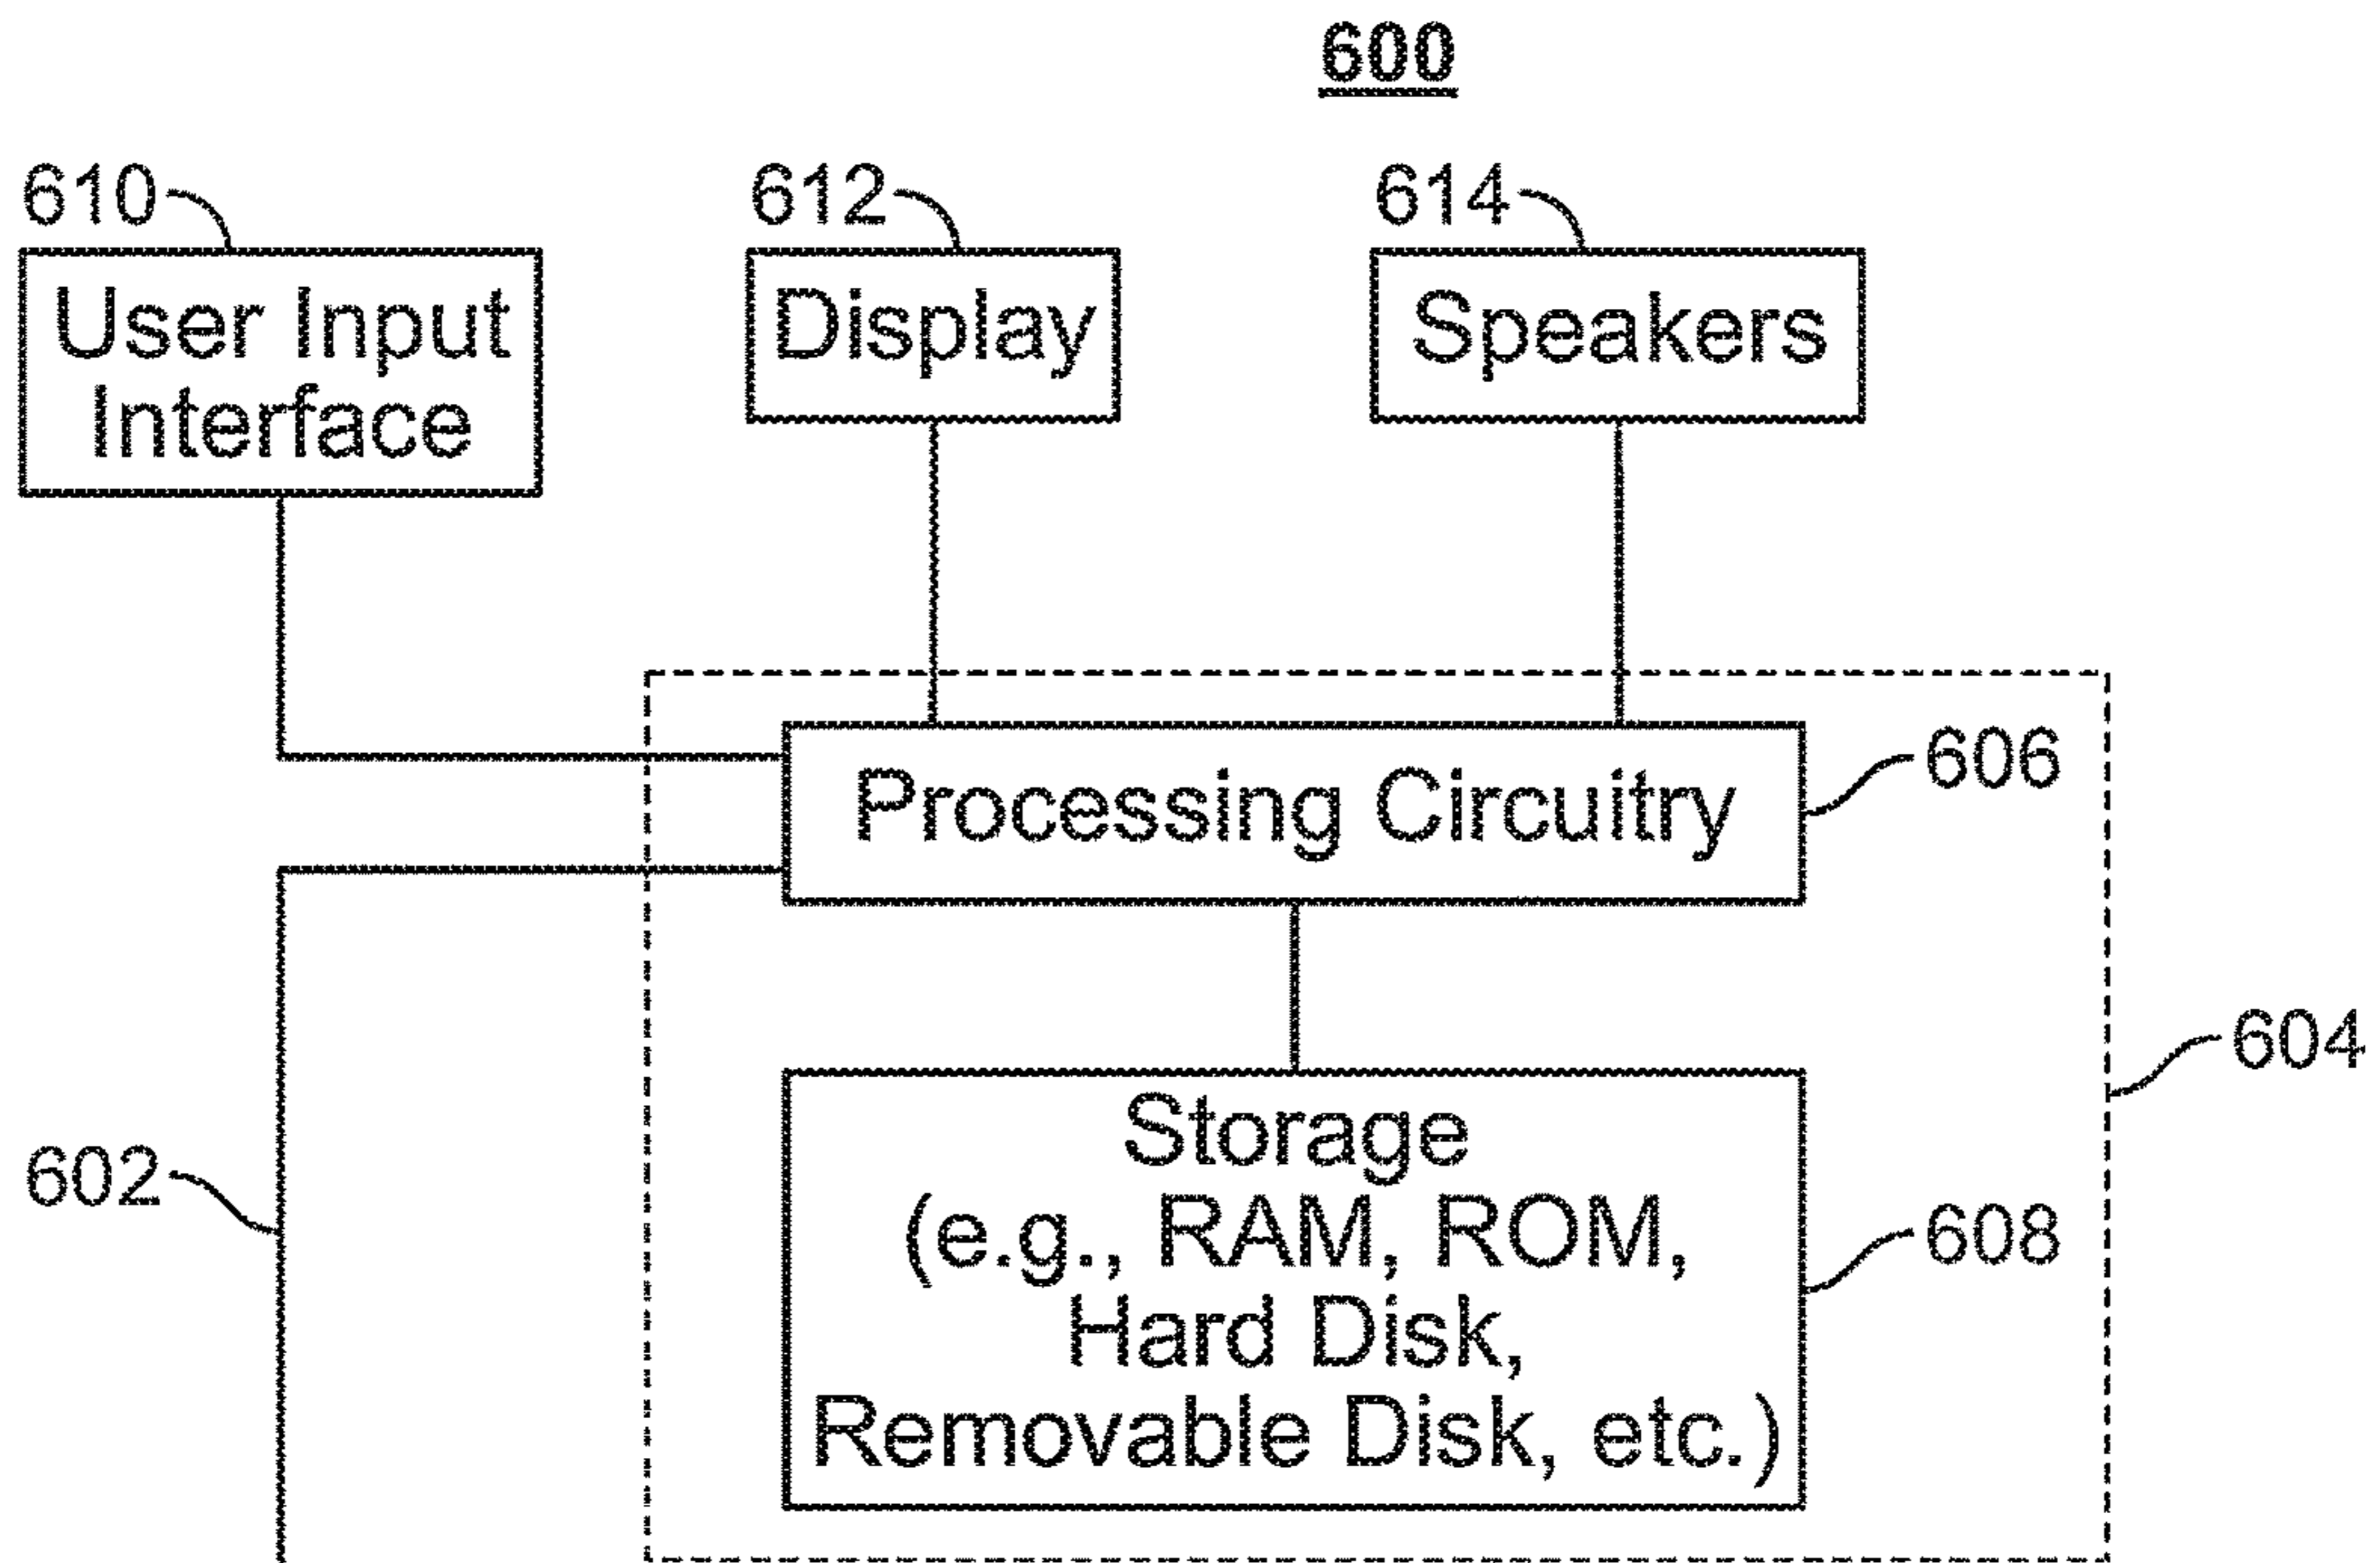 600
610
612
614
User Input
Interface
Display
Speakers
Processing Circuitry
606
604
602
Storage
(e.g., RAM, ROM,
Hard Disk,
Removable Disk, etc.)
608